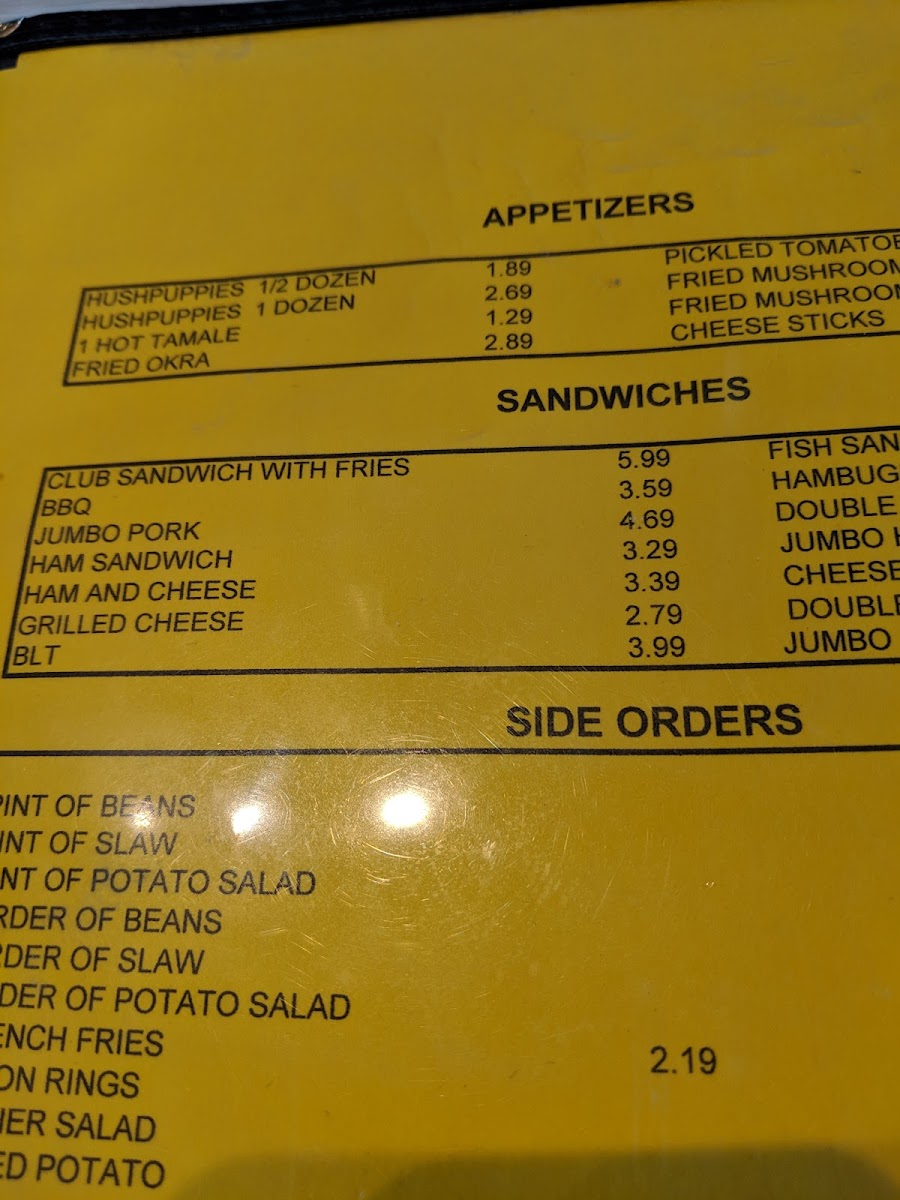 APPETIZERS
HUSHPUPPIES 1/2 DOZEN 1.89 PICKLED TOMATOE
HUSHPUPPIES 1 DOZEN 2.69 FRIED MUSHROOM
1 HOT TAMALE 1.29 FRIED MUSHROOM
FRIED OKRA 2.89 CHEESE STICKS
SANDWICHES
CLUB SANDWICH WITH FRIES 5.99 FISH SAN
BBQ 3.59 HAMBUG
JUMBO PORK 4.69 DOUBLE
HAM SANDWICH 3.29 JUMBO H
HAM AND CHEESE 3.39 CHEESE
GRILLED CHEESE 2.79 DOUBLE
BLT 3.99 JUMBO
SIDE ORDERS
PINT OF BEANS
INT OF SLAW
NT OF POTATO SALAD
RDER OF BEANS
RDER OF SLAW
DER OF POTATO SALAD
ENCH FRIES
ON RINGS 2.19
NER SALAD
ED POTATO